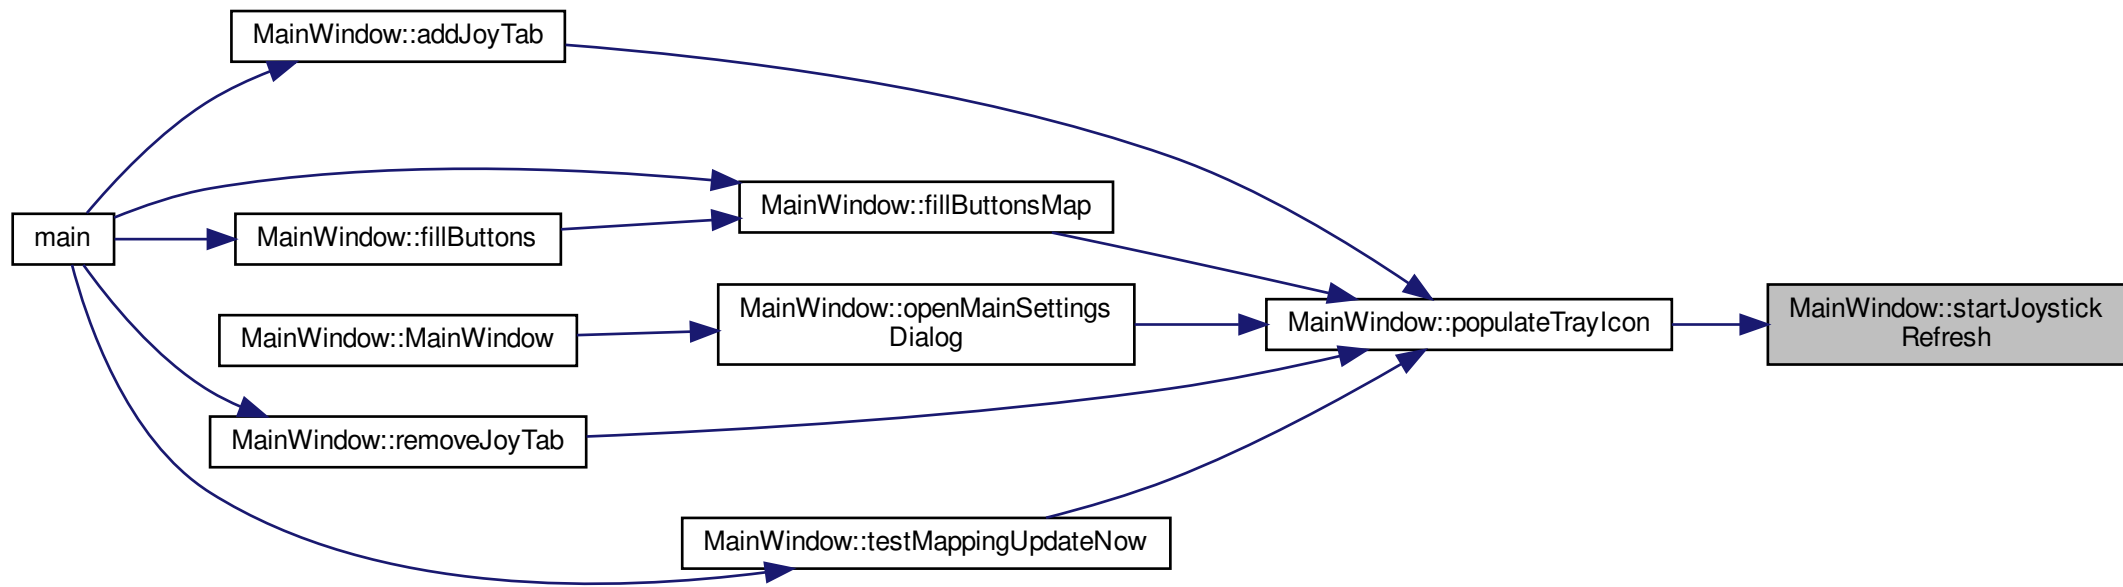 MainWindow::addJoyTab
MainWindow::fillButtonsMap
main
MainWindow::fillButtons
MainWindow::openMainSettings
Dialog
MainWindow::populateTrayIcon
MainWindow::startJoystick
Refresh
MainWindow::MainWindow
MainWindow::removeJoyTab
MainWindow::testMappingUpdateNow